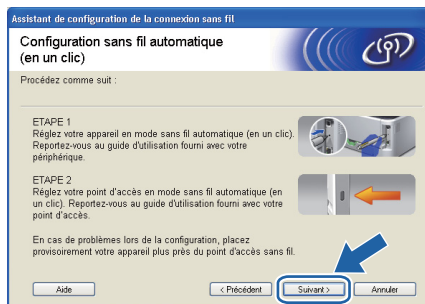 Assistant de configuration de la connexion sans fil
Configuration sans fil automatique
(en un clic)
Procédez comme suit :
ETAPE 1
Réglez votre appareil en mode sans fil automatique (en un clic).
Reportez-vous au guide d'utilisation fourni avec votre
périphérique.
ETAPE 2
Réglez votre point d'accès en mode sans fil automatique (en
un clic). Reportez-vous au guide d'utilisation fourni avec votre
point d'accès.
En cas de problèmes lors de la configuration, placez
provisoirement votre appareil plus près du point d'accès sans fil.
Aide
< Précédent
Suivant >
Annuler